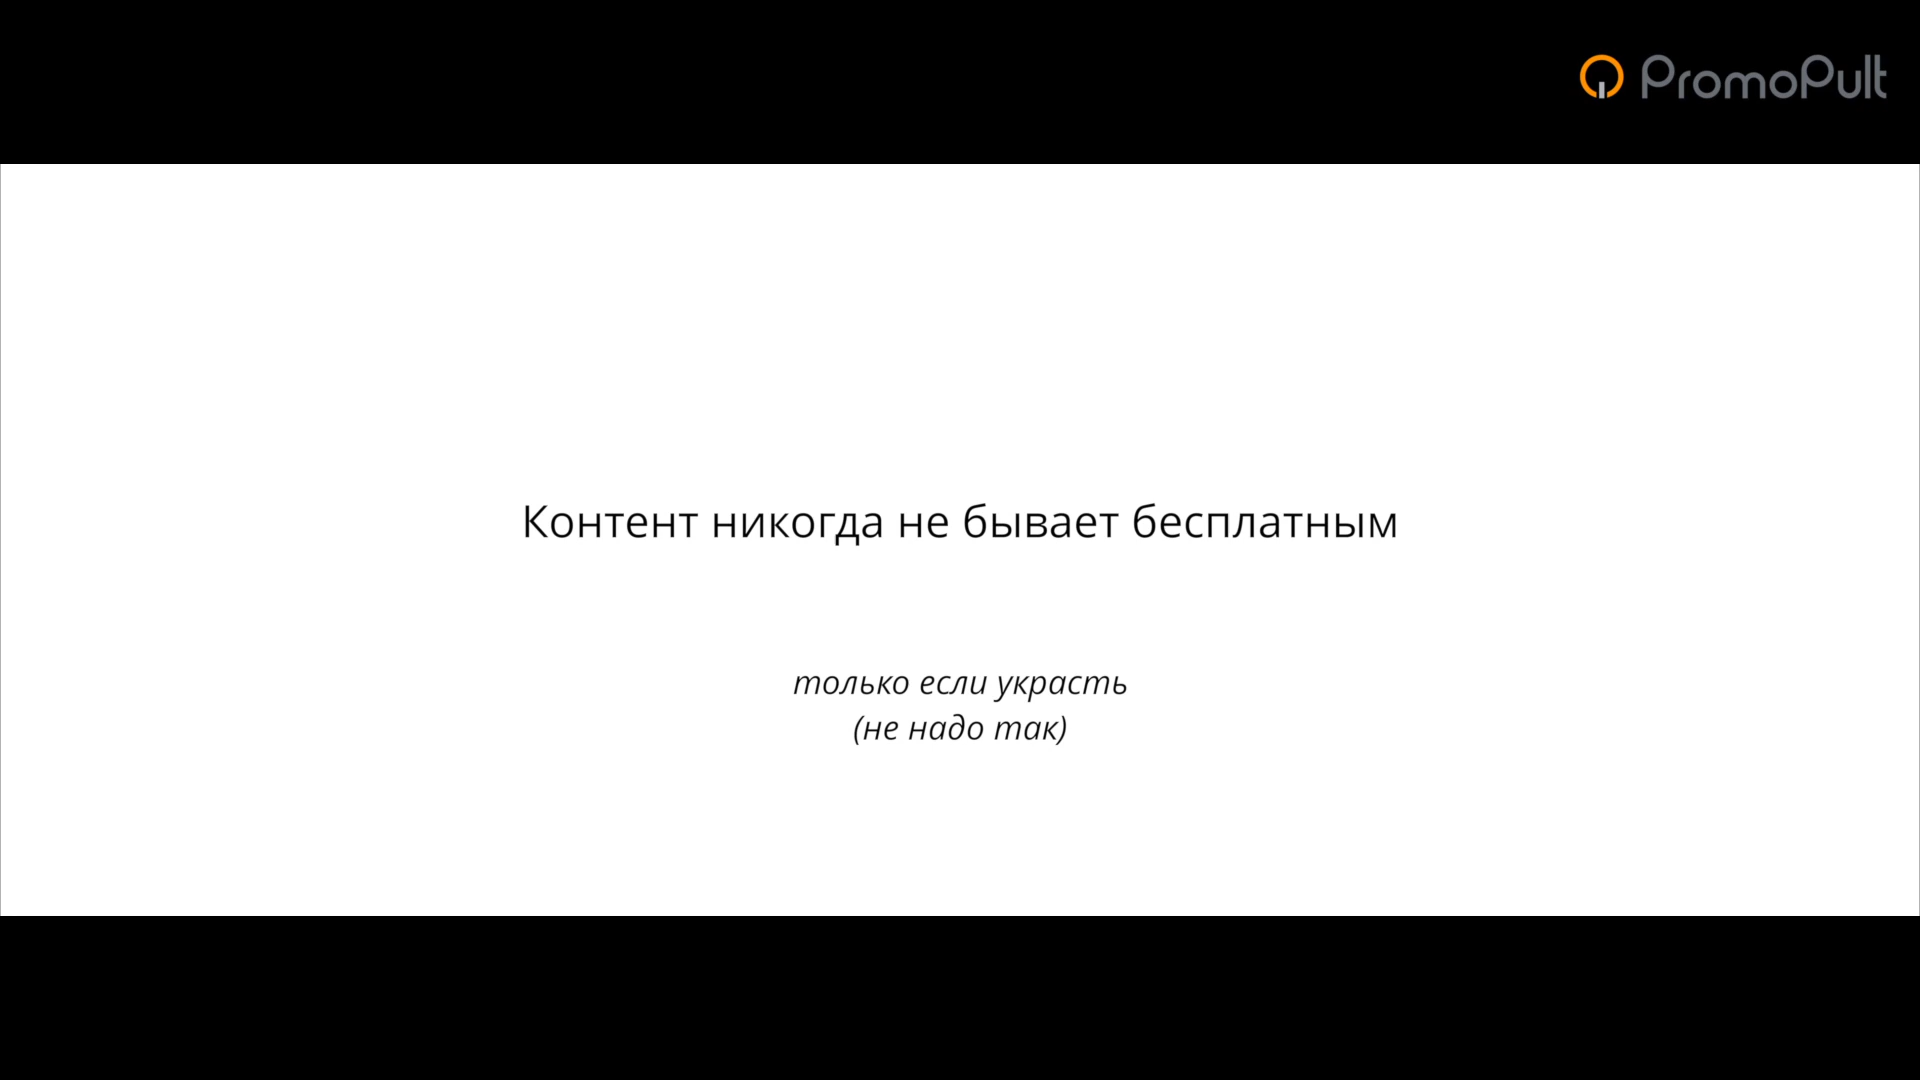 PromoPult
Контент никогда не бывает бесплатным
только если украсть
(не надо так)